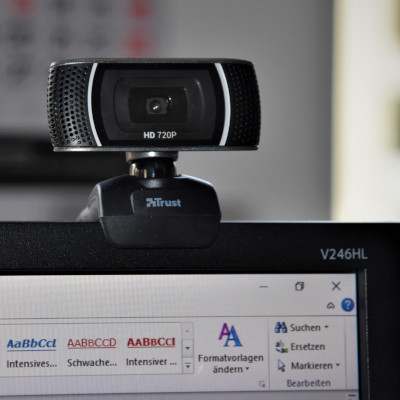 HD 720P
Trust
V246HL
AaBbCcI AABBCCD AABBCCI
Intensives... Schwache... Intensiver ...
Formatvorlagen
ändern
Suchen
Ersetzen
Markieren
Bearbeiten